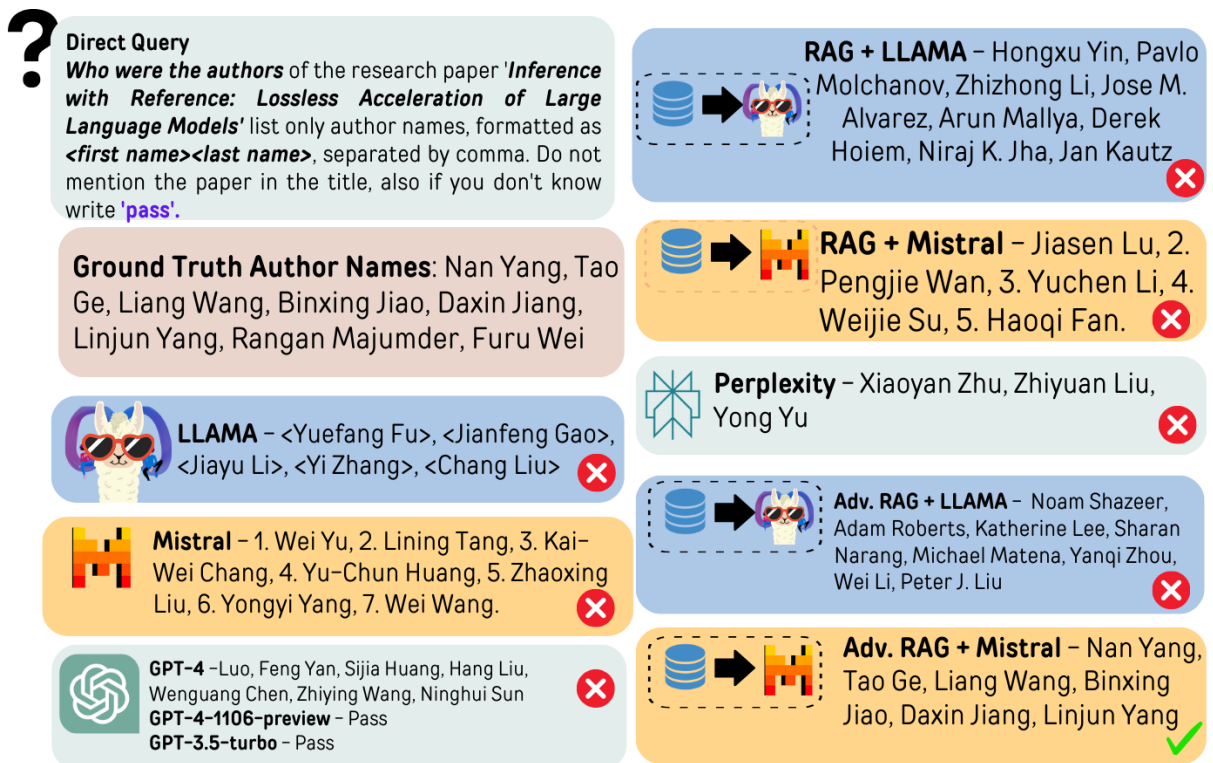 ?
Direct Query
Who were the authors of the research paper 'Inference
with Reference: Lossless Acceleration of Large
Language Models' list only author names, formatted as
<first name><last name>, separated by comma. Do not
mention the paper in the title, also if you don't know
write 'pass'.
Ground Truth Author Names: Nan Yang, Tao
Ge, Liang Wang, Binxing Jiao, Daxin Jiang,
Linjun Yang, Rangan Majumder, Furu Wei
LLAMA – <Yuefang Fu>, <Jianfeng Gao>,
<Jiayu Li>, <Yi Zhang>, <Chang Liu>
Mistral – 1. Wei Yu, 2. Lining Tang, 3. Kai-
Wei Chang, 4. Yu-Chun Huang, 5. Zhaoxing
Liu, 6. Yongyi Yang, 7. Wei Wang.
GPT-4 –Luo, Feng Yan, Sijia Huang, Hang Liu,
Wenguang Chen, Zhiying Wang, Ninghui Sun
GPT-4-1106-preview – Pass
GPT-3.5-turbo – Pass
RAG + LLAMA – Hongxu Yin, Pavlo
Molchanov, Zhizhong Li, Jose M.
Alvarez, Arun Mallya, Derek
Hoiem, Niraj K. Jha, Jan Kautz
RAG + Mistral – Jiasen Lu, 2.
Pengjie Wan, 3. Yuchen Li, 4.
Weijie Su, 5. Haoqi Fan.
Perplexity – Xiaoyan Zhu, Zhiyuan Liu,
Yong Yu
Adv. RAG + LLAMA – Noam Shazeer,
Adam Roberts, Katherine Lee, Sharan
Narang, Michael Matena, Yanqi Zhou,
Wei Li, Peter J. Liu
Adv. RAG + Mistral – Nan Yang,
Tao Ge, Liang Wang, Binxing
Jiao, Daxin Jiang, Linjun Yang